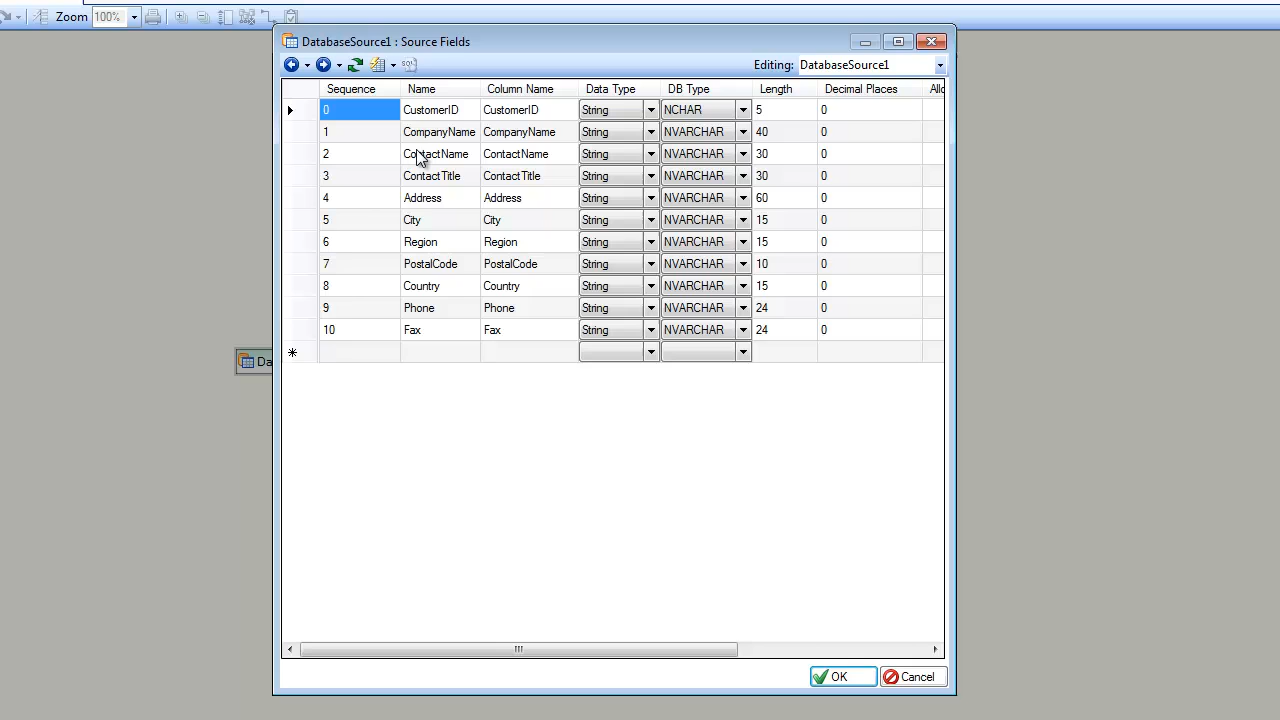 Zoom 100%
DatabaseSource1 : Source Fields
Editing: DatabaseSource1
Sequence Name Column Name Data Type DB Type Length Decimal Places Allo
0 CustomerID CustomerID String NCHAR 5 0
1 CompanyName CompanyName String NVARCHAR 40 0
2 ContactName ContactName String NVARCHAR 30 0
3 ContactTitle ContactTitle String NVARCHAR 30 0
4 Address Address String NVARCHAR 60 0
5 City City String NVARCHAR 15 0
6 Region Region String NVARCHAR 15 0
7 PostalCode PostalCode String NVARCHAR 10 0
8 Country Country String NVARCHAR 15 0
9 Phone Phone String NVARCHAR 24 0
10 Fax Fax String NVARCHAR 24 0
Da
OK Cancel